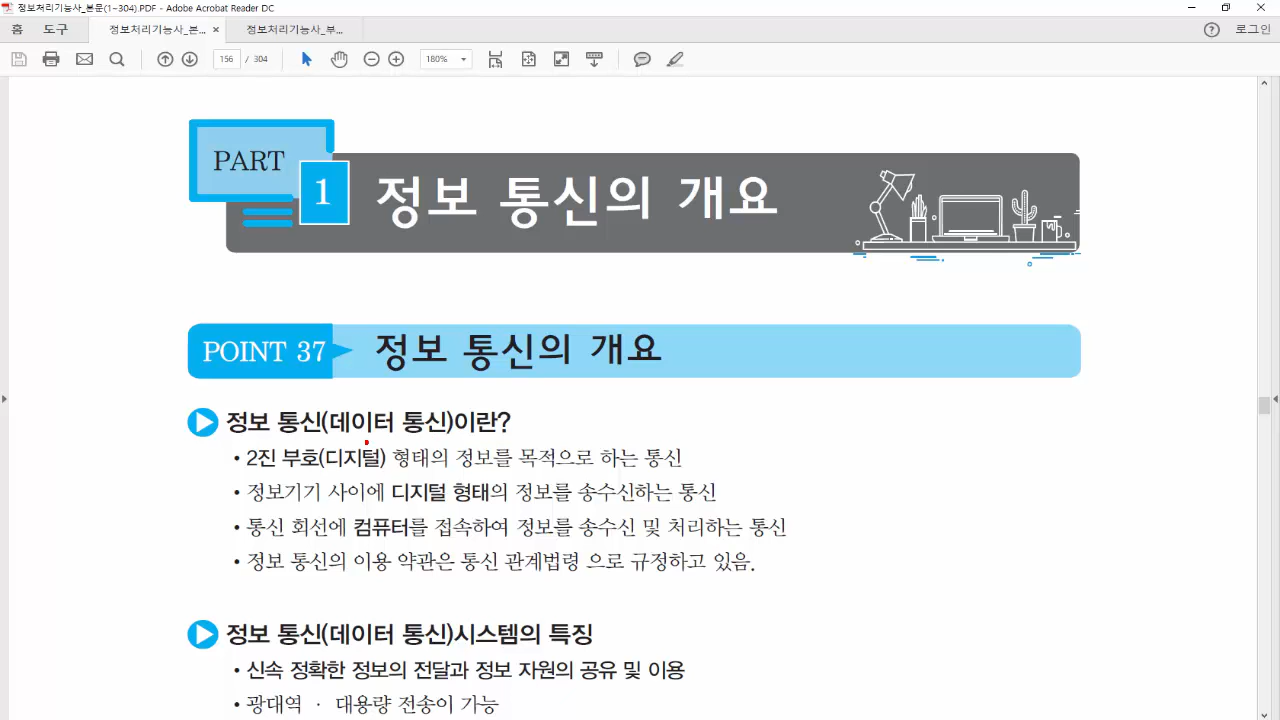 정보처리기능사_본문(1~304).PDF - Adobe Acrobat Reader DC
홈 도구 정보처리기능사_본... × 정보처리기능사_부... 로그인
156 / 304 180%
PART
1 정보 통신의 개요
POINT 37 정보 통신의 개요
정보 통신(데이터 통신)이란?
• 2진 부호(디지털) 형태의 정보를 목적으로 하는 통신
• 정보기기 사이에 디지털 형태의 정보를 송수신하는 통신
• 통신 회선에 컴퓨터를 접속하여 정보를 송수신 및 처리하는 통신
• 정보 통신의 이용 약관은 통신 관계법령 으로 규정하고 있음.
정보 통신(데이터 통신)시스템의 특징
• 신속 정확한 정보의 전달과 정보 자원의 공유 및 이용
• 광대역 · 대용량 전송이 가능